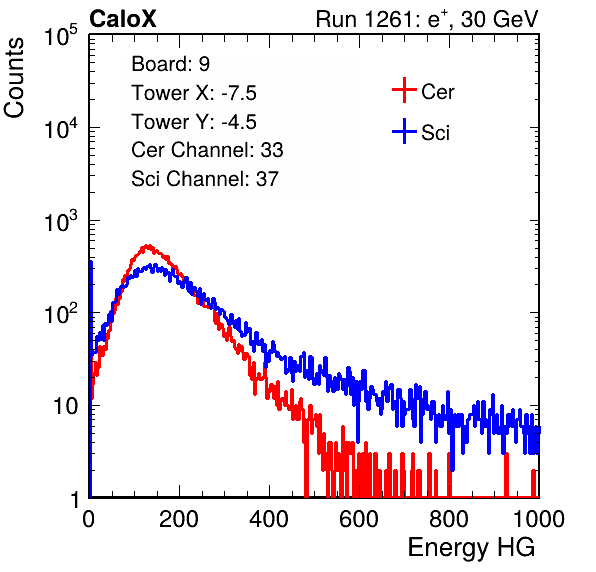 CaloX Run 1261: e⁺, 30 GeV
Counts
Board: 9
Tower X: -7.5
Tower Y: -4.5
Cer Channel: 33
Sci Channel: 37
Cer
Sci
10⁵
10⁴
10³
10²
10
1
0 200 400 600 800 1000
Energy HG